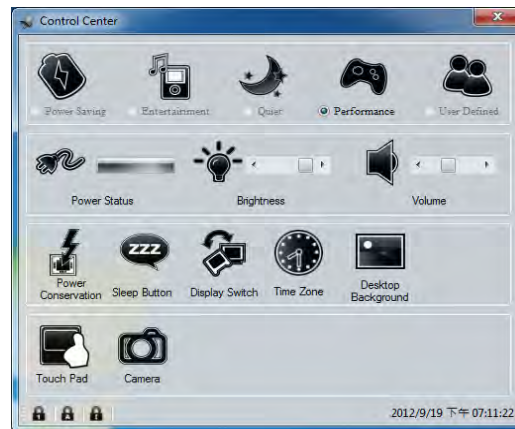 Control Center
Power Saving Entertainment Quiet Performance User Defined
Power Status Brightness Volume
zzz
Power Conservation Sleep Button Display Switch Time Zone Desktop Background
Touch Pad Camera
2012/9/19 下午 07:11:22